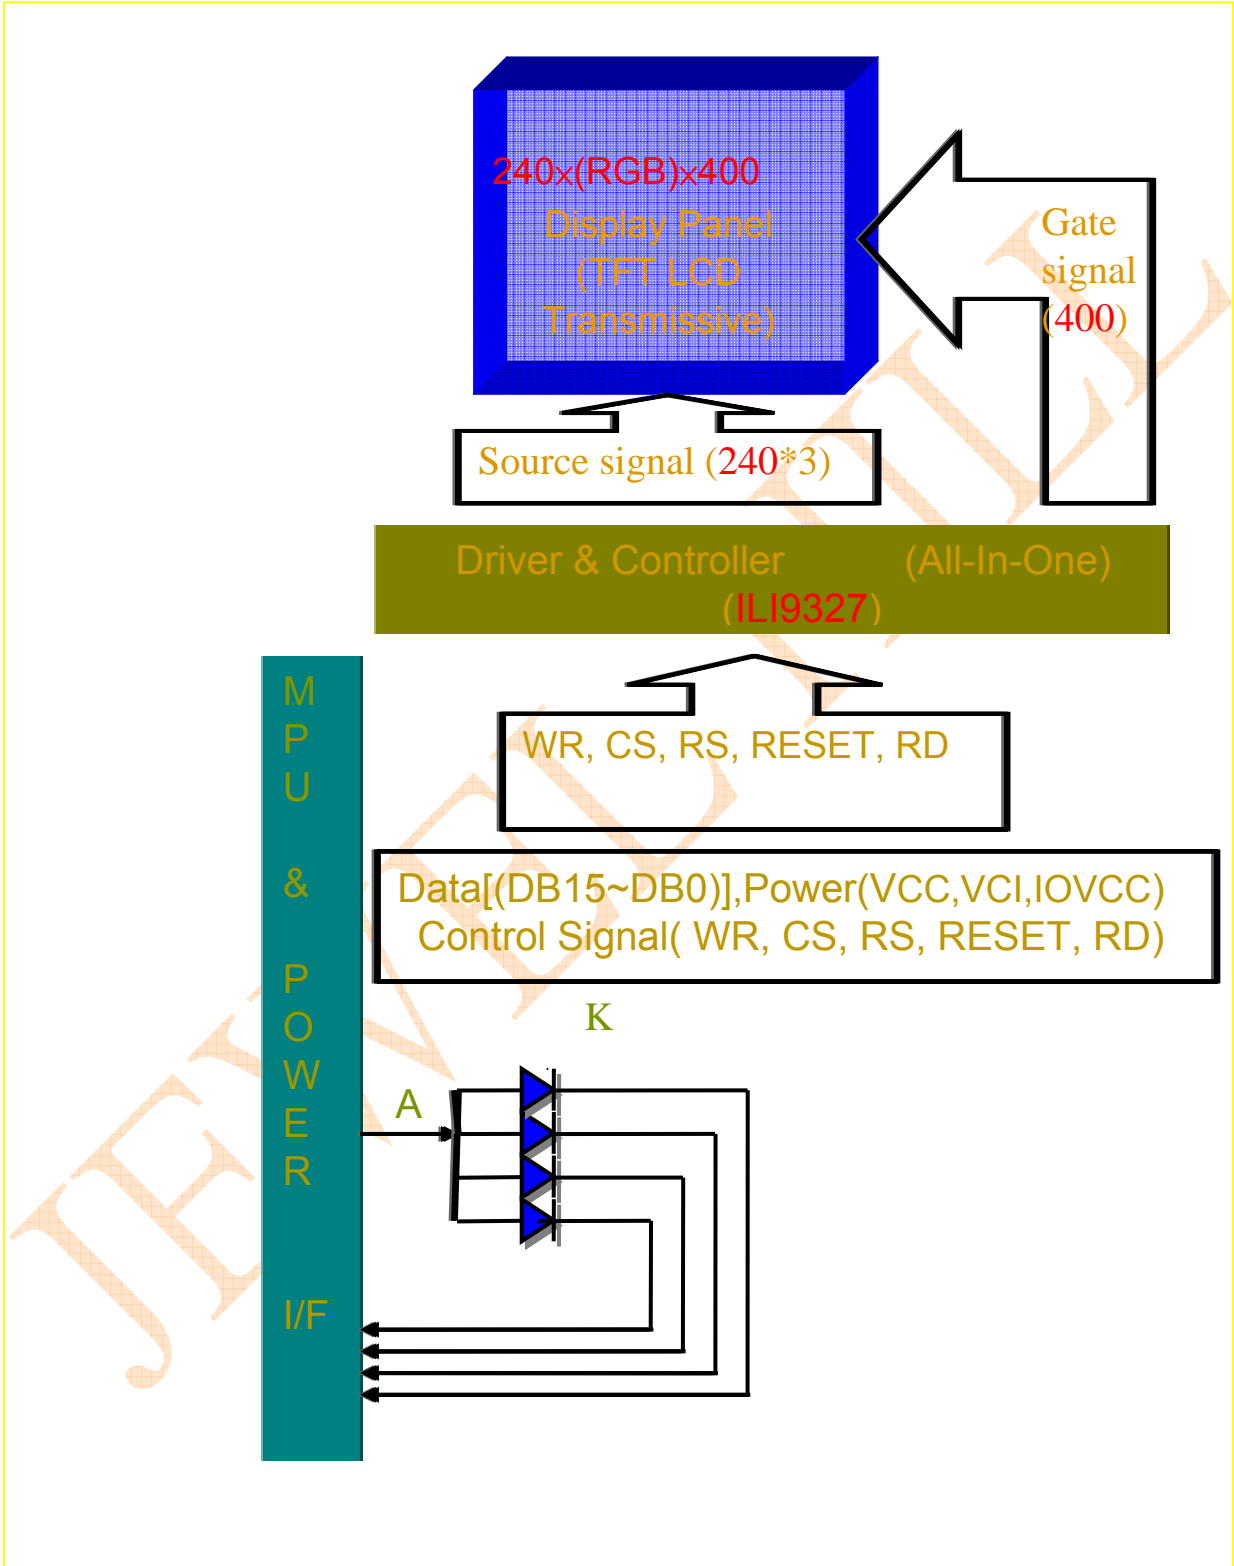 240×(RGB)×400
Display Panel
(TFT LCD
Transmissive)
Gate
signal
(400)
Source signal (240*3)
Driver & Controller (All-In-One)
(ILI9327)
M
P
U
&
P
O
W
E
R
I/F
WR, CS, RS, RESET, RD
Data[(DB15~DB0)],Power(VCC,VCI,IOVCC)
Control Signal( WR, CS, RS, RESET, RD)
K
A